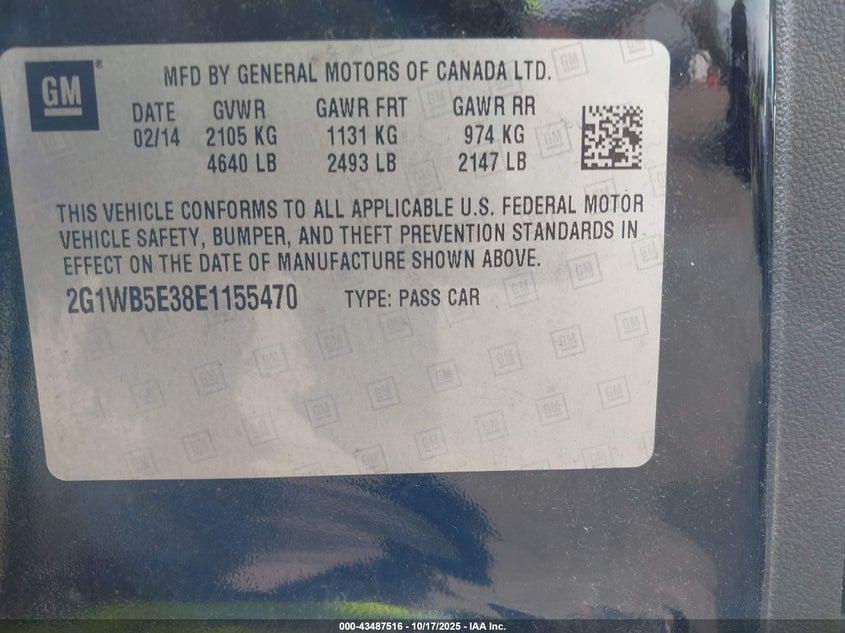 GM ®
MFD BY GENERAL MOTORS OF CANADA LTD.
DATE GVWR GAWR FRT GAWR RR
02/14 2105 KG 1131 KG 974 KG
4640 LB 2493 LB 2147 LB
THIS VEHICLE CONFORMS TO ALL APPLICABLE U.S. FEDERAL MOTOR
VEHICLE SAFETY, BUMPER, AND THEFT PREVENTION STANDARDS IN
EFFECT ON THE DATE OF MANUFACTURE SHOWN ABOVE.
2G1WB5E38E1155470 TYPE: PASS CAR
000-43487516 - 10/17/2025 - IAA Inc.